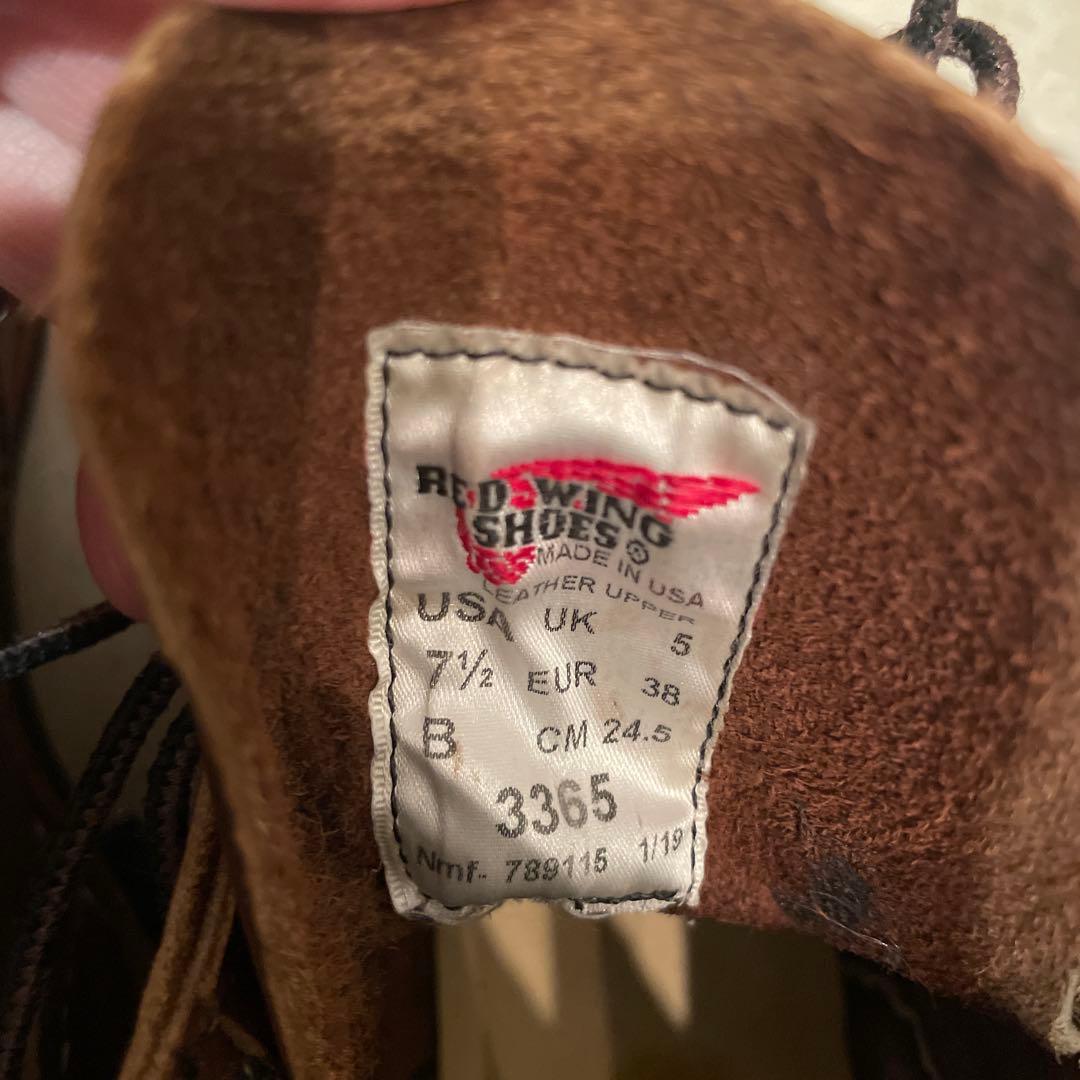 RED WING
SHOES ®
MADE IN USA
LEATHER UPPER
USA UK 5
7½ EUR 38
B CM 24.5
3365
Nmf- 789115 1/19